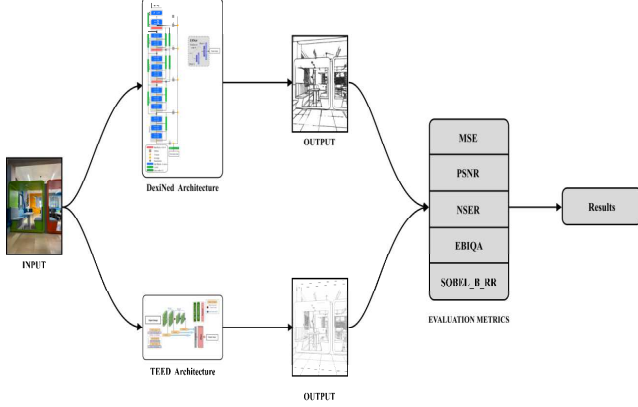 INPUT
DexiNed Architecture
OUTPUT
TEED Architecture
OUTPUT
MSE
PSNR
NSER
EBIQA
SOBEL_B_RR
EVALUATION METRICS
Results